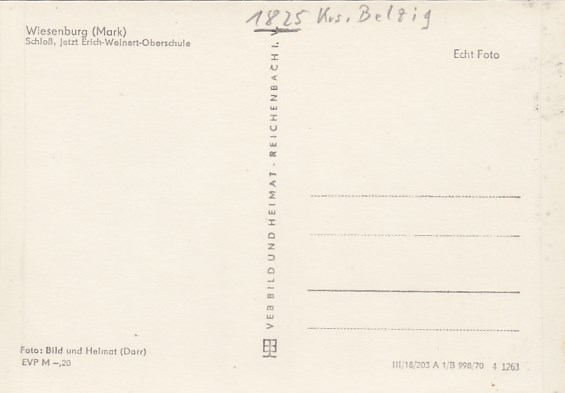 1825 Krs. Belzig
Wiesenburg (Mark)
Schloß, jetzt Erich-Weinert-Oberschule
Echt Foto
VEB BILD UND HEIMAT - REICHENBACH I. V.
Foto: Bild und Heimat (Darr)
EVP M –,20
III/18/203 A 1/B 998/70 4 1263